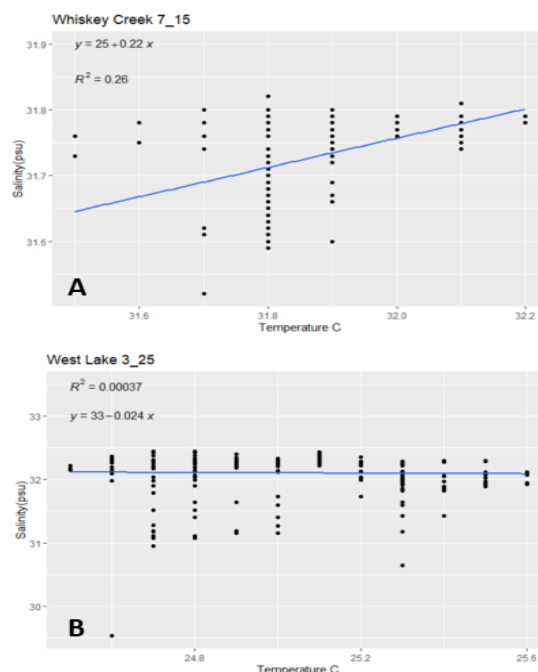 Whiskey Creek 7_15
y = 25+0.22 x
R² = 0.26
31.9
31.8
31.7
31.6
Salinity(psu)
A
31.6 31.8 32.0 32.2
Temperature C
West Lake 3_25
R² = 0.00037
y = 33−0.024 x
33
32
31
30
Salinity(psu)
B
24.8 25.2 25.6
Temperature C